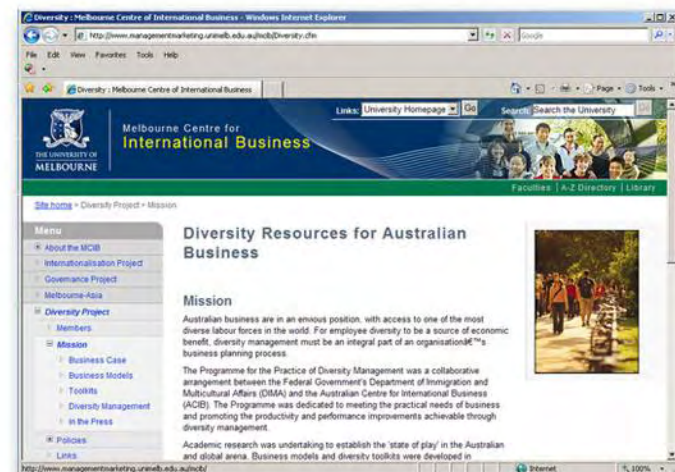 Diversity : Melbourne Centre of International Business - Windows Internet Explorer
http://www.managementmarketing.unimelb.edu.au/mcib/Diversity.cfm
Google
File Edit View Favorites Tools Help
Diversity : Melbourne Centre of International Business
Page Tools
Links: University Homepage Go Search: Search the University Go
THE UNIVERSITY OF
MELBOURNE
Melbourne Centre for
International Business
Faculties | A-Z Directory | Library
Site home > Diversity Project > Mission
Menu
About the MCIB
Internationalisation Project
Governance Project
Melbourne-Asia
Diversity Project
Members
Mission
Business Case
Business Models
Toolkits
Diversity Management
In the Press
Policies
Links
Diversity Resources for Australian
Business
Mission
Australian business are in an envious position, with access to one of the most
diverse labour forces in the world. For employee diversity to be a source of economic
benefit, diversity management must be an integral part of an organisationâ€™s
business planning process.
The Programme for the Practice of Diversity Management was a collaborative
arrangement between the Federal Government's Department of Immigration and
Multicultural Affairs (DIMA) and the Australian Centre for International Business
(ACIB). The Programme was dedicated to meeting the practical needs of business
and promoting the productivity and performance improvements achievable through
diversity management.
Academic research was undertaking to establish the 'state of play' in the Australian
and global arena. Business models and diversity toolkits were developed in
http://www.managementmarketing.unimelb.edu.au/mcib/
Internet
100%